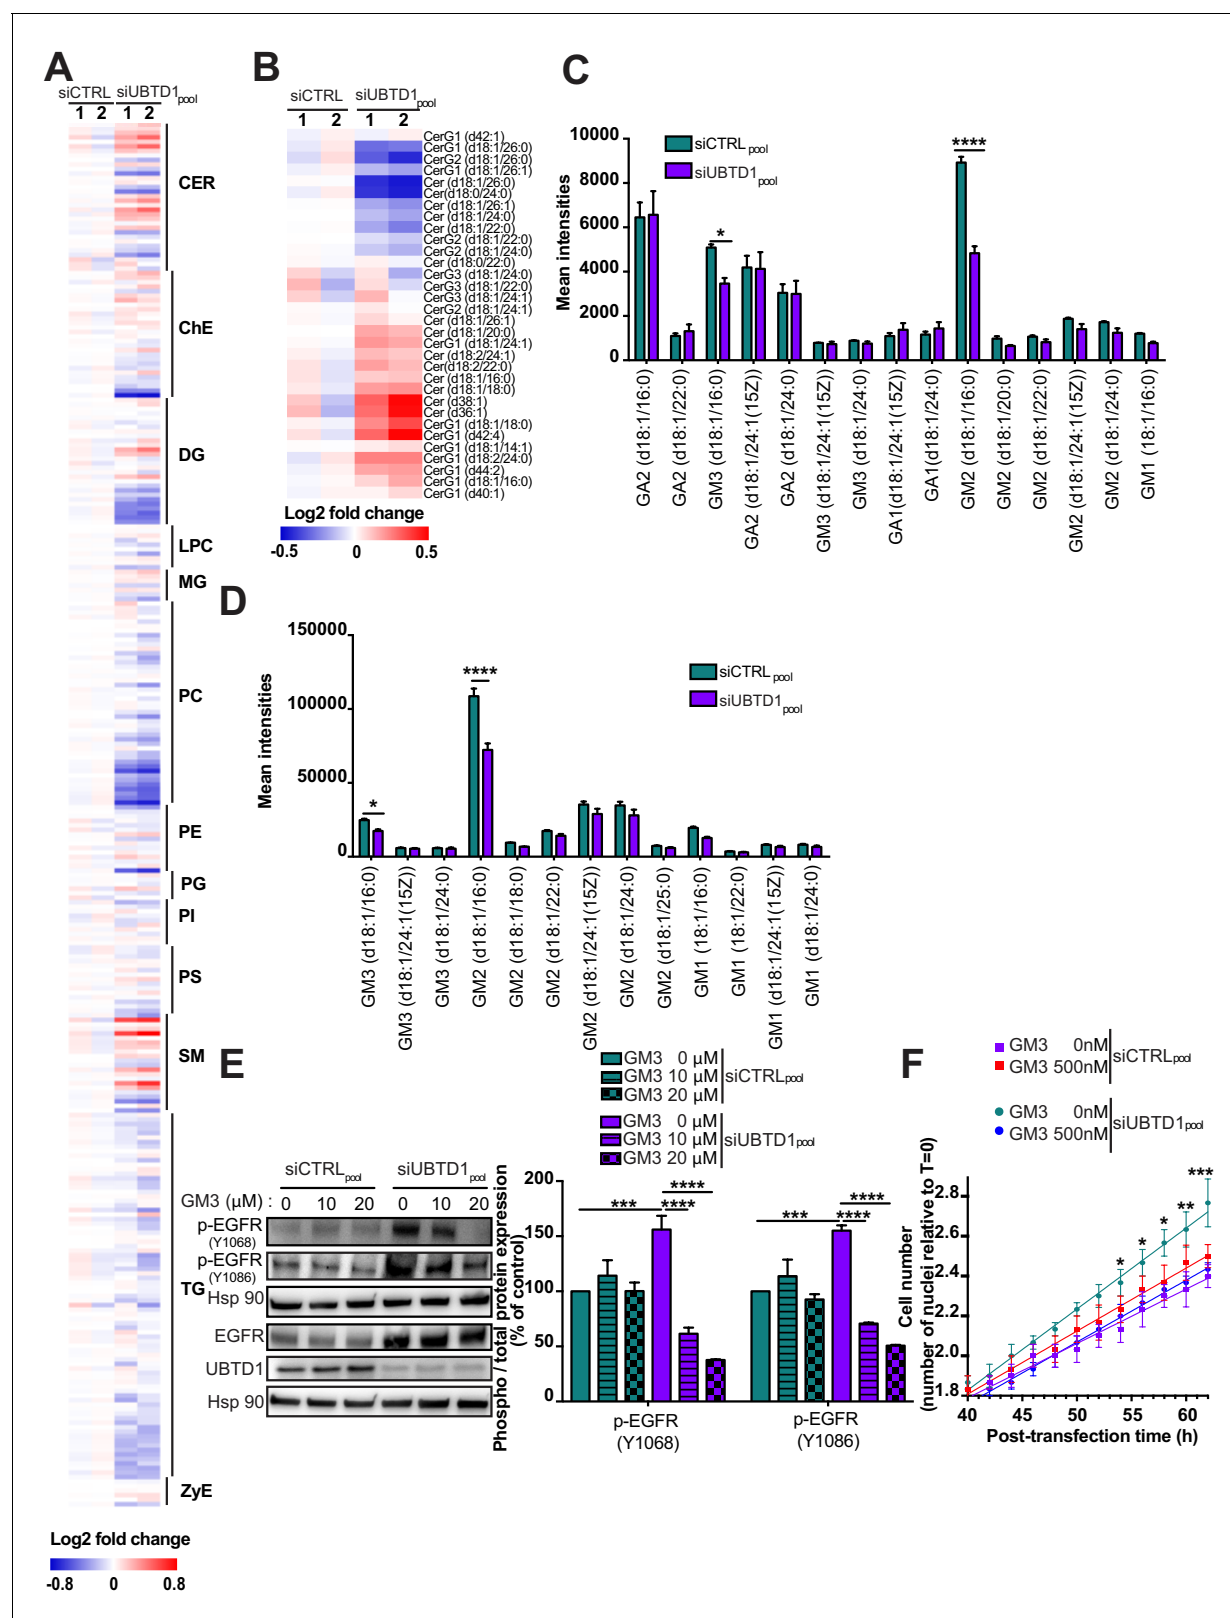 A
siCTRL siUBTD1pool
1 2 1 2
CER
ChE
DG
LPC
MG
PC
PE
PG
PI
PS
SM
TG
ZyE
Log2 fold change
-0.8 0 0.8
B
siCTRL siUBTD1pool
1 2 1 2
CerG1 (d42:1)
CerG1 (d18:1/26:0)
CerG2 (d18:1/26:0)
CerG1 (d18:1/26:1)
Cer (d18:1/26:0)
Cer(d18:0/24:0)
Cer (d18:1/26:1)
Cer (d18:1/24:0)
Cer (d18:1/22:0)
CerG2 (d18:1/22:0)
CerG2 (d18:1/24:0)
Cer (d18:0/22:0)
CerG3 (d18:1/24:0)
CerG3 (d18:1/22:0)
CerG3 (d18:1/24:1)
CerG2 (d18:1/24:1)
Cer (d18:1/26:1)
Cer (d18:1/20:0)
CerG1 (d18:1/24:1)
Cer (d18:2/24:1)
Cer(d18:2/22:0)
Cer (d18:1/16:0)
Cer (d18:1/18:0)
Cer (d38:1)
Cer (d36:1)
CerG1 (d18:1/18:0)
CerG1 (d42:4)
CerG1 (d18:1/14:1)
CerG1 (d18:2/24:0)
CerG1 (d44:2)
CerG1 (d18:1/16:0)
CerG1 (d40:1)
Log2 fold change
-0.5 0 0.5
C
Mean intensities
10000
8000
6000
4000
2000
0
siCTRLpool
siUBTD1pool
*
****
GA2 (d18:1/16:0)
GA2 (d18:1/22:0)
GM3 (d18:1/16:0)
GA2 (d18:1/24:1(15Z)
GA2 (d18:1/24:0)
GM3 (d18:1/24:1(15Z))
GM3 (d18:1/24:0)
GA1(d18:1/24:1(15Z))
GA1(d18:1/24:0)
GM2 (d18:1/16:0)
GM2 (d18:1/20:0)
GM2 (d18:1/22:0)
GM2 (d18:1/24:1(15Z)
GM2 (d18:1/24:0)
GM1 (18:1/16:0)
D
Mean intensities
150000
100000
50000
0
siCTRLpool
siUBTD1pool
*
****
GM3 (d18:1/16:0)
GM3 (d18:1/24:1(15Z))
GM3 (d18:1/24:0)
GM2 (d18:1/16:0)
GM2 (d18:1/18:0)
GM2 (d18:1/22:0)
GM2 (d18:1/24:1(15Z))
GM2 (d18:1/24:0)
GM2 (d18:1/25:0)
GM1 (18:1/16:0)
GM1 (18:1/22:0)
GM1 (d18:1/24:1(15Z)
GM1 (d18:1/24:0)
E
siCTRLpool siUBTD1pool
GM3 (µM) : 0 10 20 0 10 20
p-EGFR
(Y1068)
p-EGFR
(Y1086)
Hsp 90
EGFR
UBTD1
Hsp 90
GM3 0 µM
GM3 10 µM siCTRLpool
GM3 20 µM
GM3 0 µM
GM3 10 µM siUBTD1pool
GM3 20 µM
Phospho / total protein expression
(% of control)
200
150
100
50
0
*** **** ****
*** **** ****
p-EGFR
(Y1068)
p-EGFR
(Y1086)
F
GM3 0nM
GM3 500nM siCTRLpool
GM3 0nM
GM3 500nM siUBTD1pool
Cell number
(number of nuclei relative to T=0)
2.8
2.6
2.4
2.2
2.0
1.8
* * * ** ***
40 45 50 55 60
Post-transfection time (h)